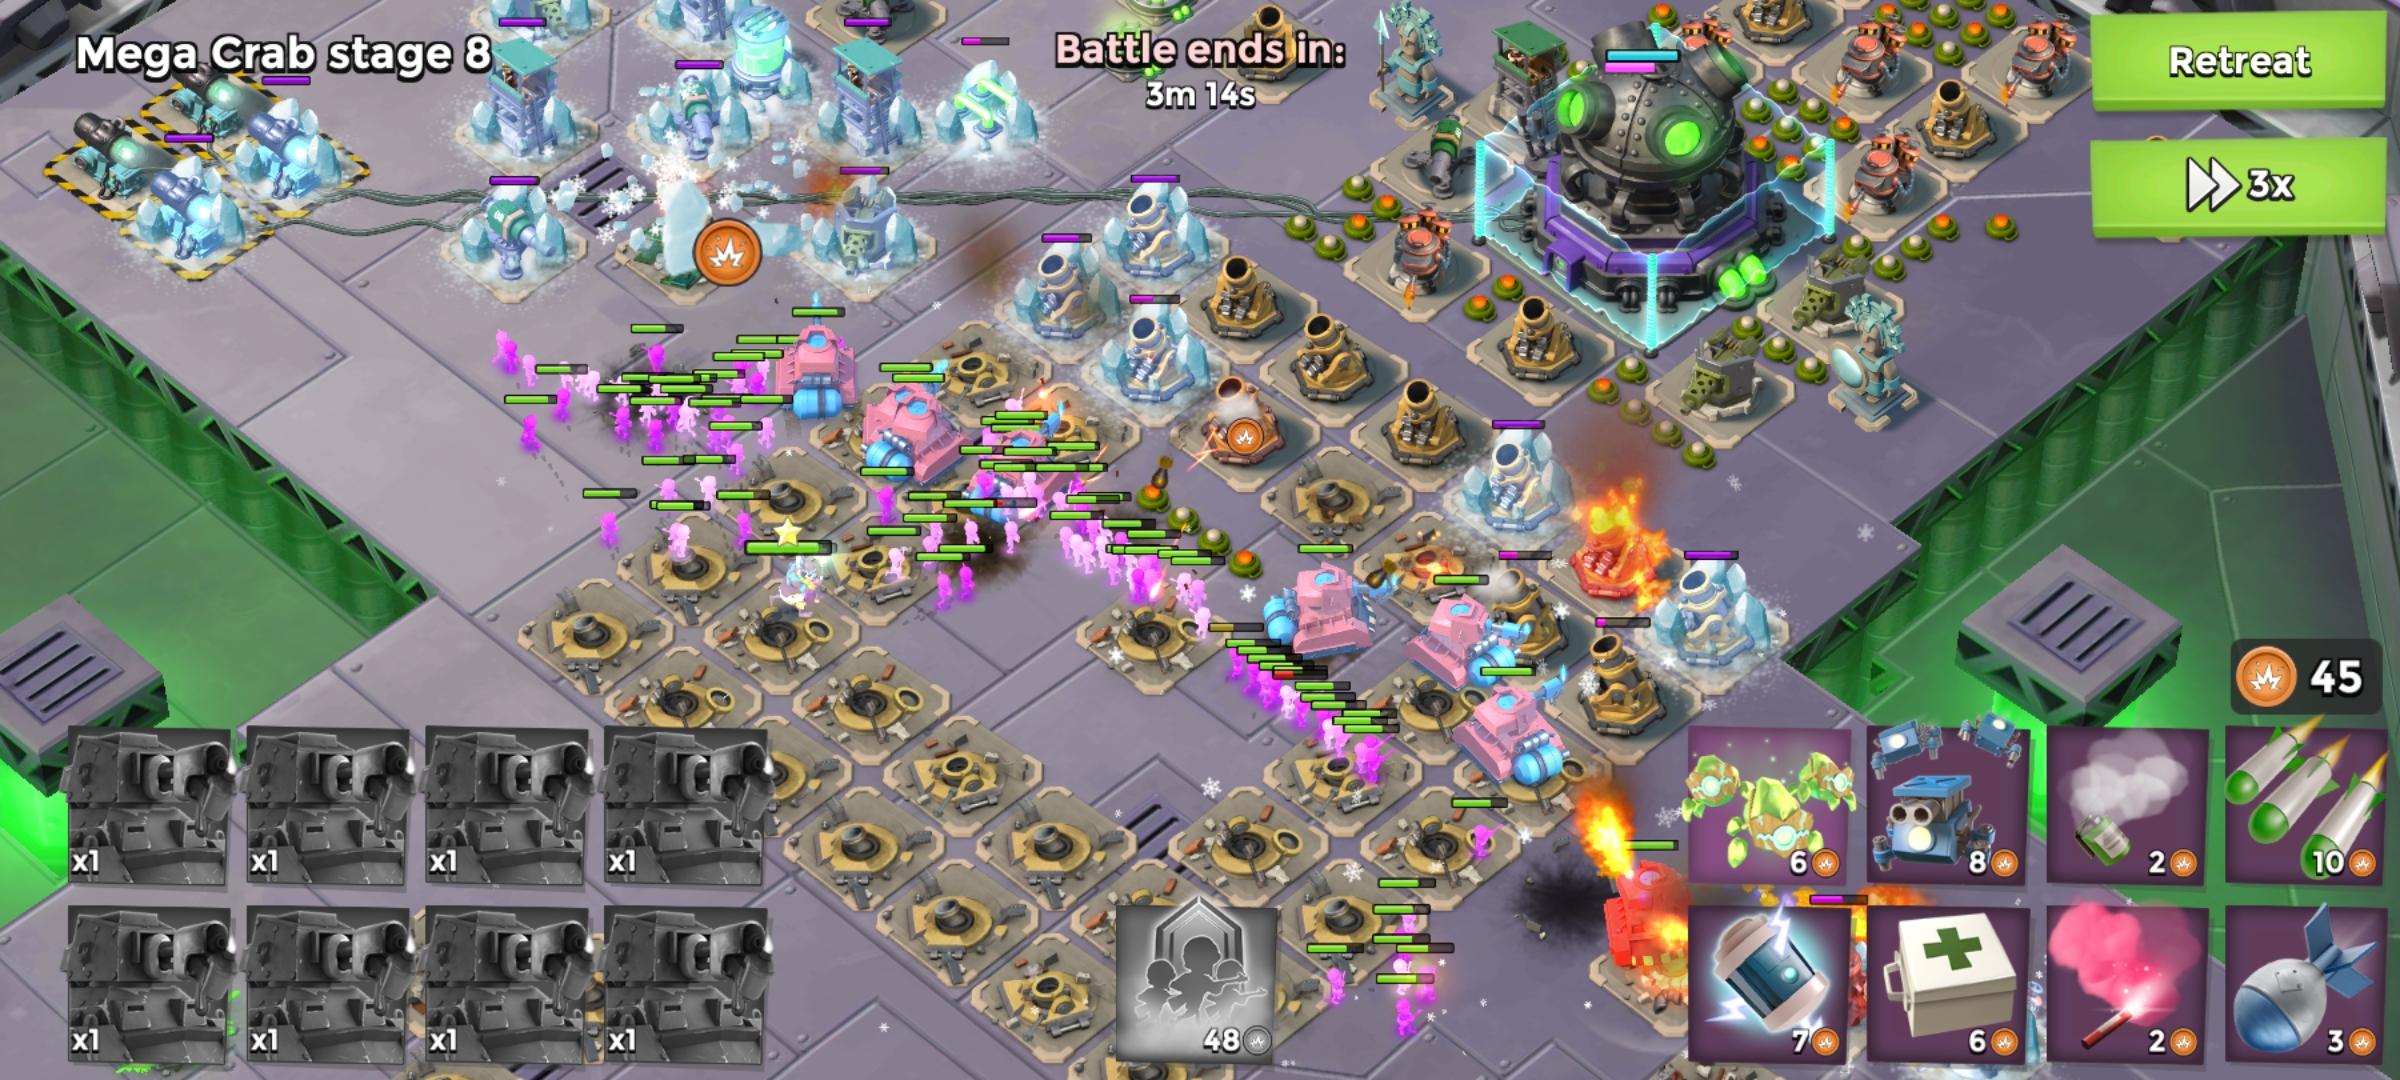 Mega Crab stage 8
Battle ends in:
3m 14s
Retreat
3x
45
6
8
2
10
x1
x1
x1
x1
7
6
2
3
x1
x1
x1
x1
48